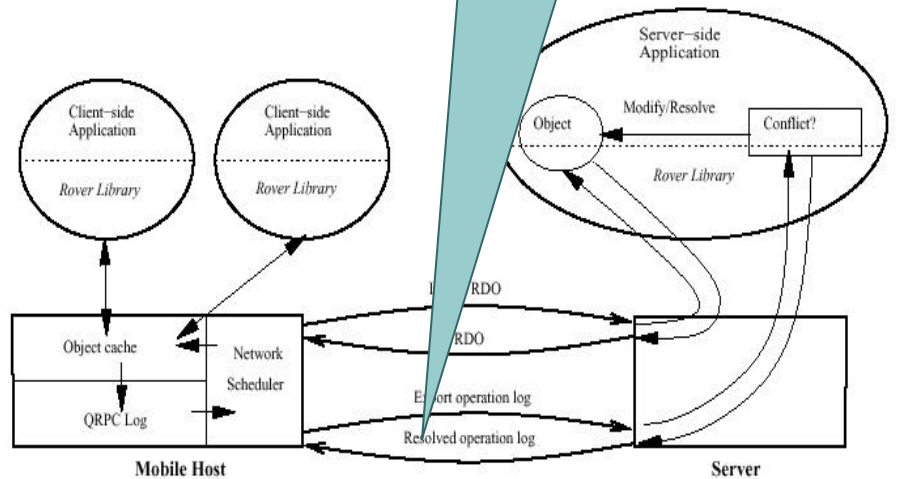 Server-side
Application
Client-side
Application
Client-side
Application
Object
Modify/Resolve
Conflict?
Rover Library
Rover Library
Rover Library
RDO
RDO
Object cache
Network
Scheduler
QRPC Log
operation log
Resolved operation log
Mobile Host
Server